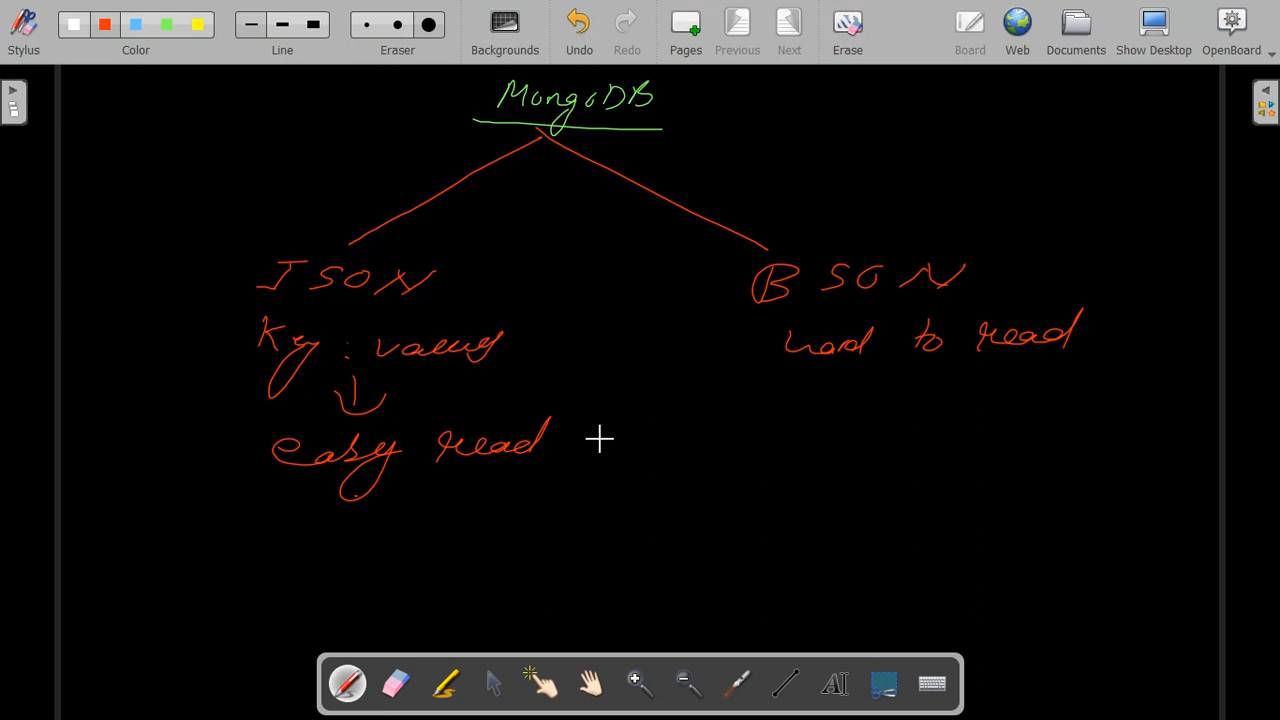 Stylus
Color
Line
Eraser
Backgrounds
Undo
Redo
Pages
Previous
Next
Erase
Board
Web
Documents
Show Desktop
OpenBoard
MongoDB
JSON
BSON
Key : value
hard to read
easy read
AI